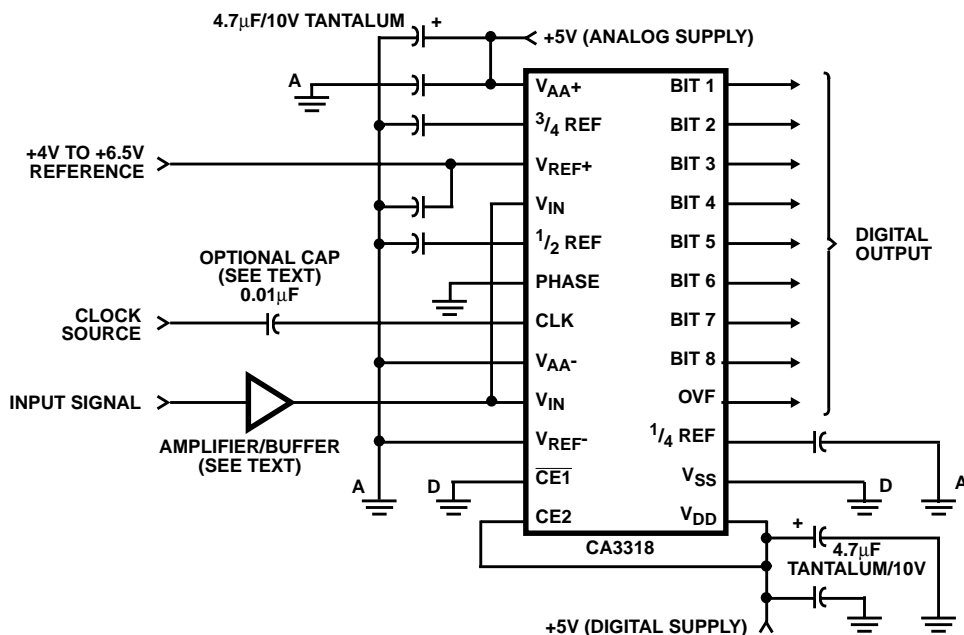 4.7μF/10V TANTALUM
+
+5V (ANALOG SUPPLY)
A
VAA+
BIT 1
3/4 REF
BIT 2
+4V TO +6.5V
REFERENCE
VREF+
BIT 3
VIN
BIT 4
1/2 REF
BIT 5
DIGITAL
OUTPUT
OPTIONAL CAP
(SEE TEXT)
0.01μF
PHASE
BIT 6
CLOCK
SOURCE
CLK
BIT 7
VAA-
BIT 8
INPUT SIGNAL
VIN
OVF
AMPLIFIER/BUFFER
(SEE TEXT)
VREF-
1/4 REF
A
D
CE1
VSS
D
A
CE2
VDD
CA3318
+
4.7μF
TANTALUM/10V
+5V (DIGITAL SUPPLY)